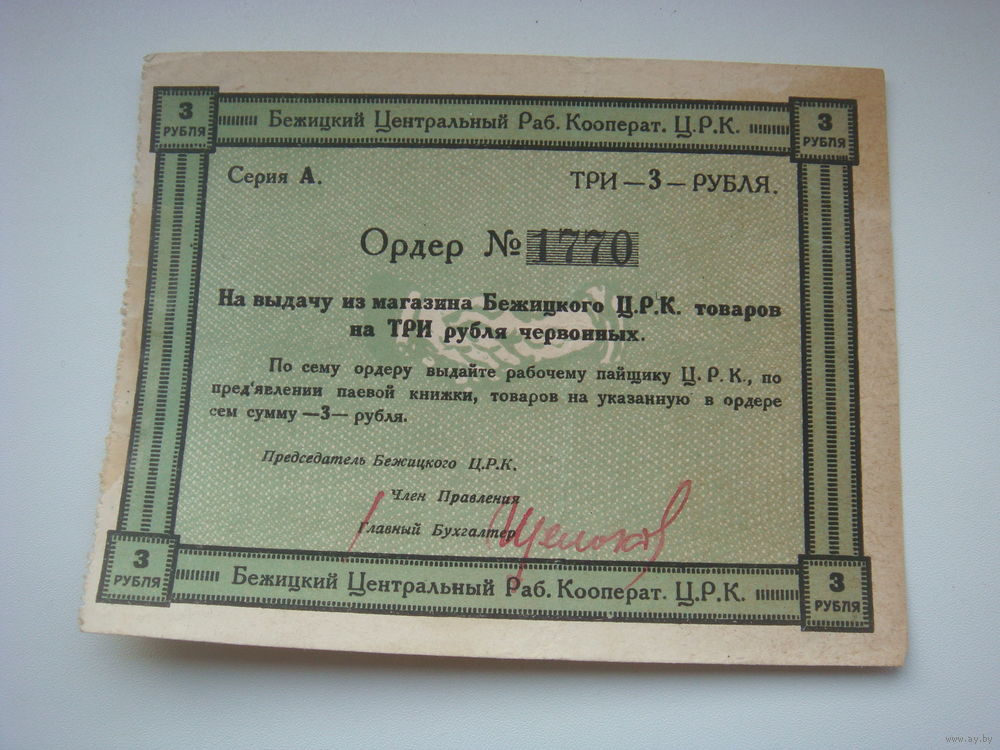 3 РУБЛЯ
Бежицкий Центральный Раб. Кооперат. Ц.Р.К.
3 РУБЛЯ
Серия А.
ТРИ — 3 — РУБЛЯ.
Ордер № 1770
На выдачу из магазина Бежицкого Ц.Р.К. товаров
на ТРИ рубля червонных.
По сему ордеру выдайте рабочему пайщику Ц. Р. К., по
пред'явлении паевой книжки, товаров на указанную в ордере
сем сумму —3— рубля.
Председатель Бежицкого Ц.Р.К.
Член Правления
Главный Бухгалтер
3 РУБЛЯ
Бежицкий Центральный Раб. Кооперат. Ц.Р.К.
3 РУБЛЯ
www.ay.by